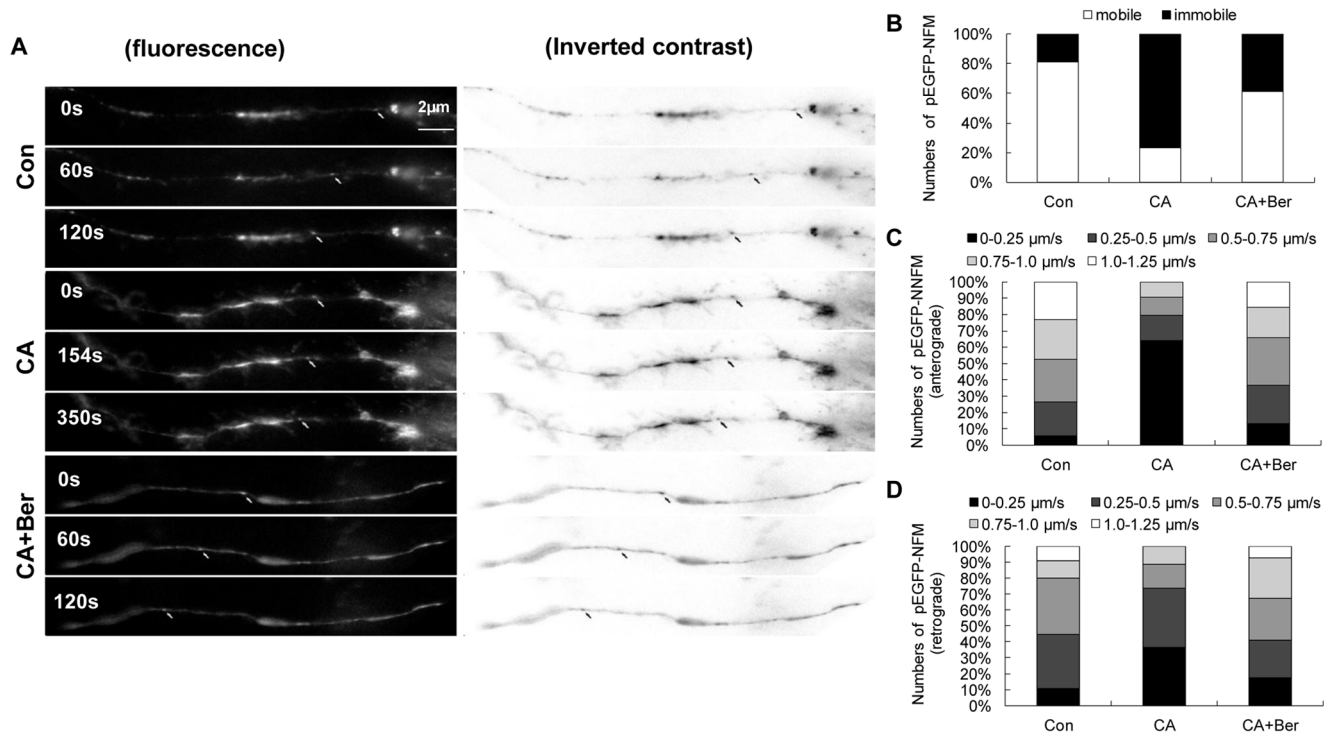 A
(fluorescence)
(Inverted contrast)
Con
0s
2μm
60s
120s
CA
0s
154s
350s
CA+Ber
0s
60s
120s
B
mobile immobile
Numbers of pEGFP-NFM
100%
80%
60%
40%
20%
0%
Con CA CA+Ber
C
0-0.25 μm/s 0.25-0.5 μm/s 0.5-0.75 μm/s
0.75-1.0 μm/s 1.0-1.25 μm/s
Numbers of pEGFP-NNFM
(anterograde)
100%
90%
80%
70%
60%
50%
40%
30%
20%
10%
0%
Con CA CA+Ber
D
0-0.25 μm/s 0.25-0.5 μm/s 0.5-0.75 μm/s
0.75-1.0 μm/s 1.0-1.25 μm/s
Numbers of pEGFP-NFM
(retrograde)
100%
90%
80%
70%
60%
50%
40%
30%
20%
10%
0%
Con CA CA+Ber